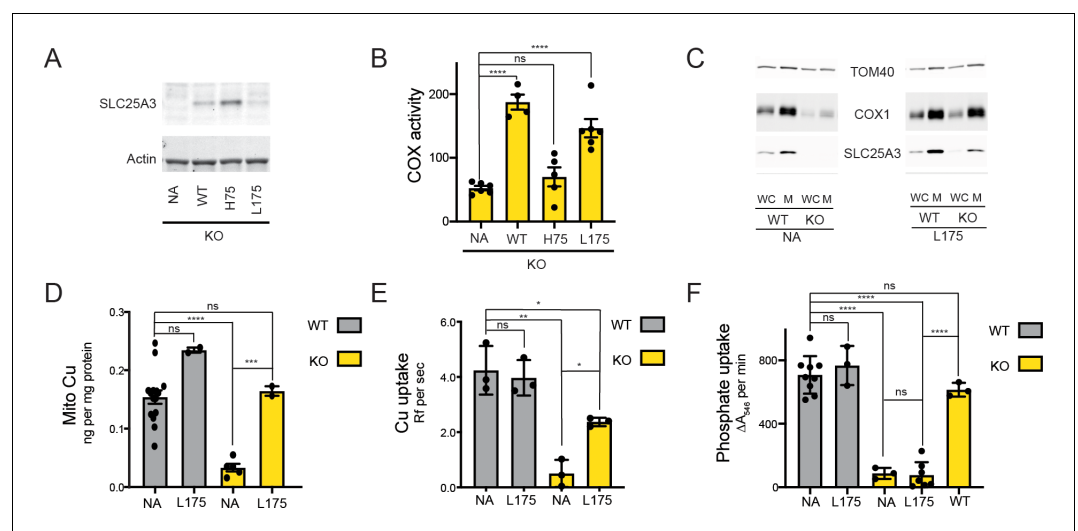 A
SLC25A3
Actin
NA WT H75 L175
KO
B
COX activity
200
100
0
****
ns
****
NA WT H75 L175
KO
C
TOM40
COX1
SLC25A3
WC M WC M
WT KO
NA
WC M WC M
WT KO
L175
D
Mito Cu
ng per mg protein
0.3
0.2
0.1
0.0
ns
****
ns
***
WT
KO
NA L175 NA L175
E
Cu uptake
Rf per sec
6.0
4.0
2.0
0.0
*
**
ns
*
NA L175 NA L175
F
Phosphate uptake
ΔA546 per min
800
400
0
ns
****
****
ns
****
ns
WT
KO
NA L175 NA L175 WT